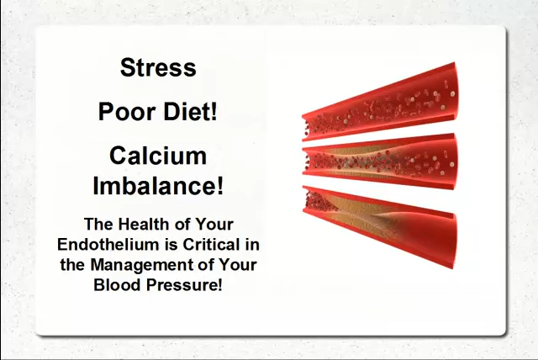 Stress
Poor Diet!
Calcium
Imbalance!
The Health of Your
Endothelium is Critical in
the Management of Your
Blood Pressure!